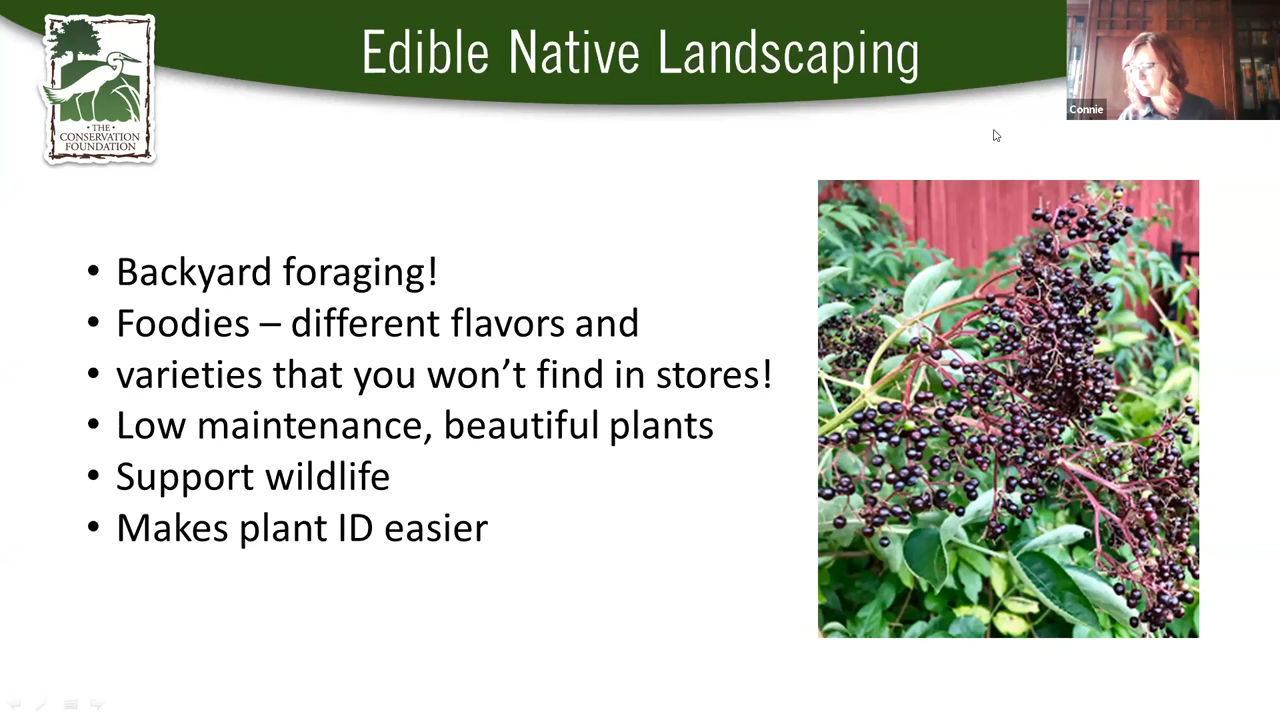 Edible Native Landscaping
• THE •
CONSERVATION
FOUNDATION
Connie
• Backyard foraging!
• Foodies – different flavors and
• varieties that you won’t find in stores!
• Low maintenance, beautiful plants
• Support wildlife
• Makes plant ID easier